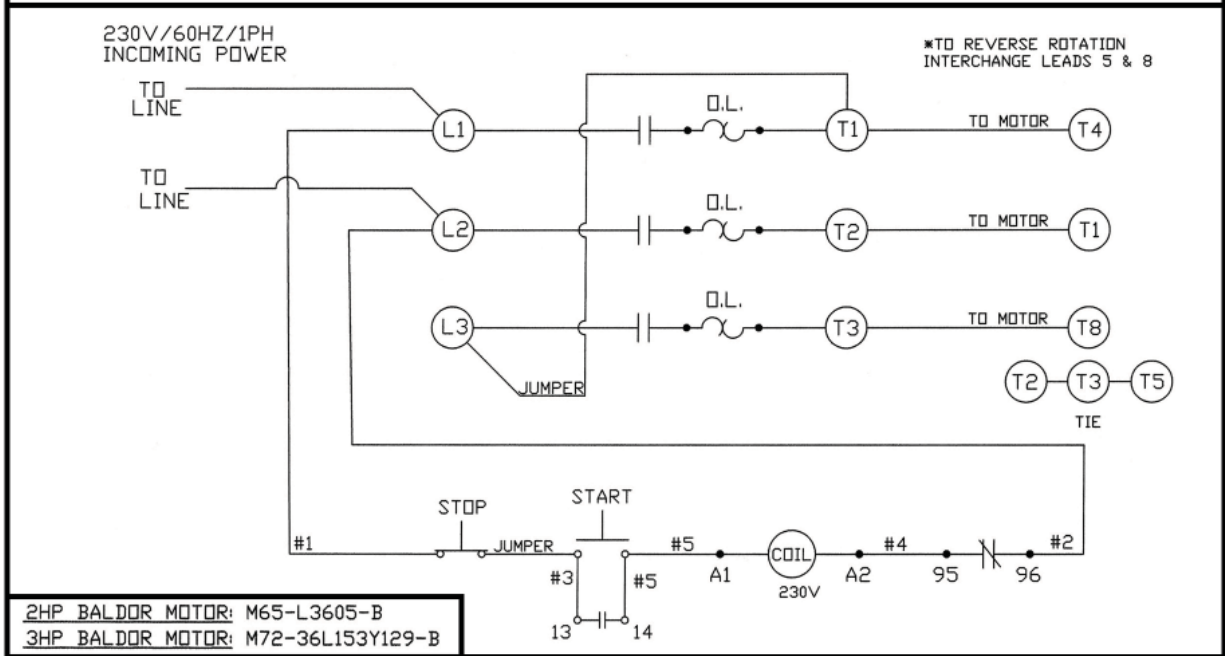 230V/60HZ/1PH
INCOMING POWER
*TO REVERSE ROTATION
INTERCHANGE LEADS 5 & 8
TO
LINE
L1
O.L.
T1
TO MOTOR
T4
TO
LINE
L2
O.L.
T2
TO MOTOR
T1
L3
O.L.
T3
TO MOTOR
T8
JUMPER
T2
T3
T5
TIE
STOP
START
#1
JUMPER
#3
#5
#5
A1
COIL
230V
A2
#4
95
96
#2
13
14
2HP BALDOR MOTOR: M65-L3605-B
3HP BALDOR MOTOR: M72-36L153Y129-B